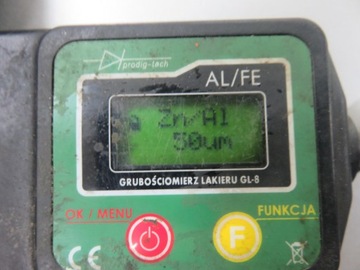 prodig-tech
AL/FE
Zn/Al
50um
GRUBOŚCIOMIERZ LAKIERU GL-8
OK / MENU
FUNKCJA
F
CE